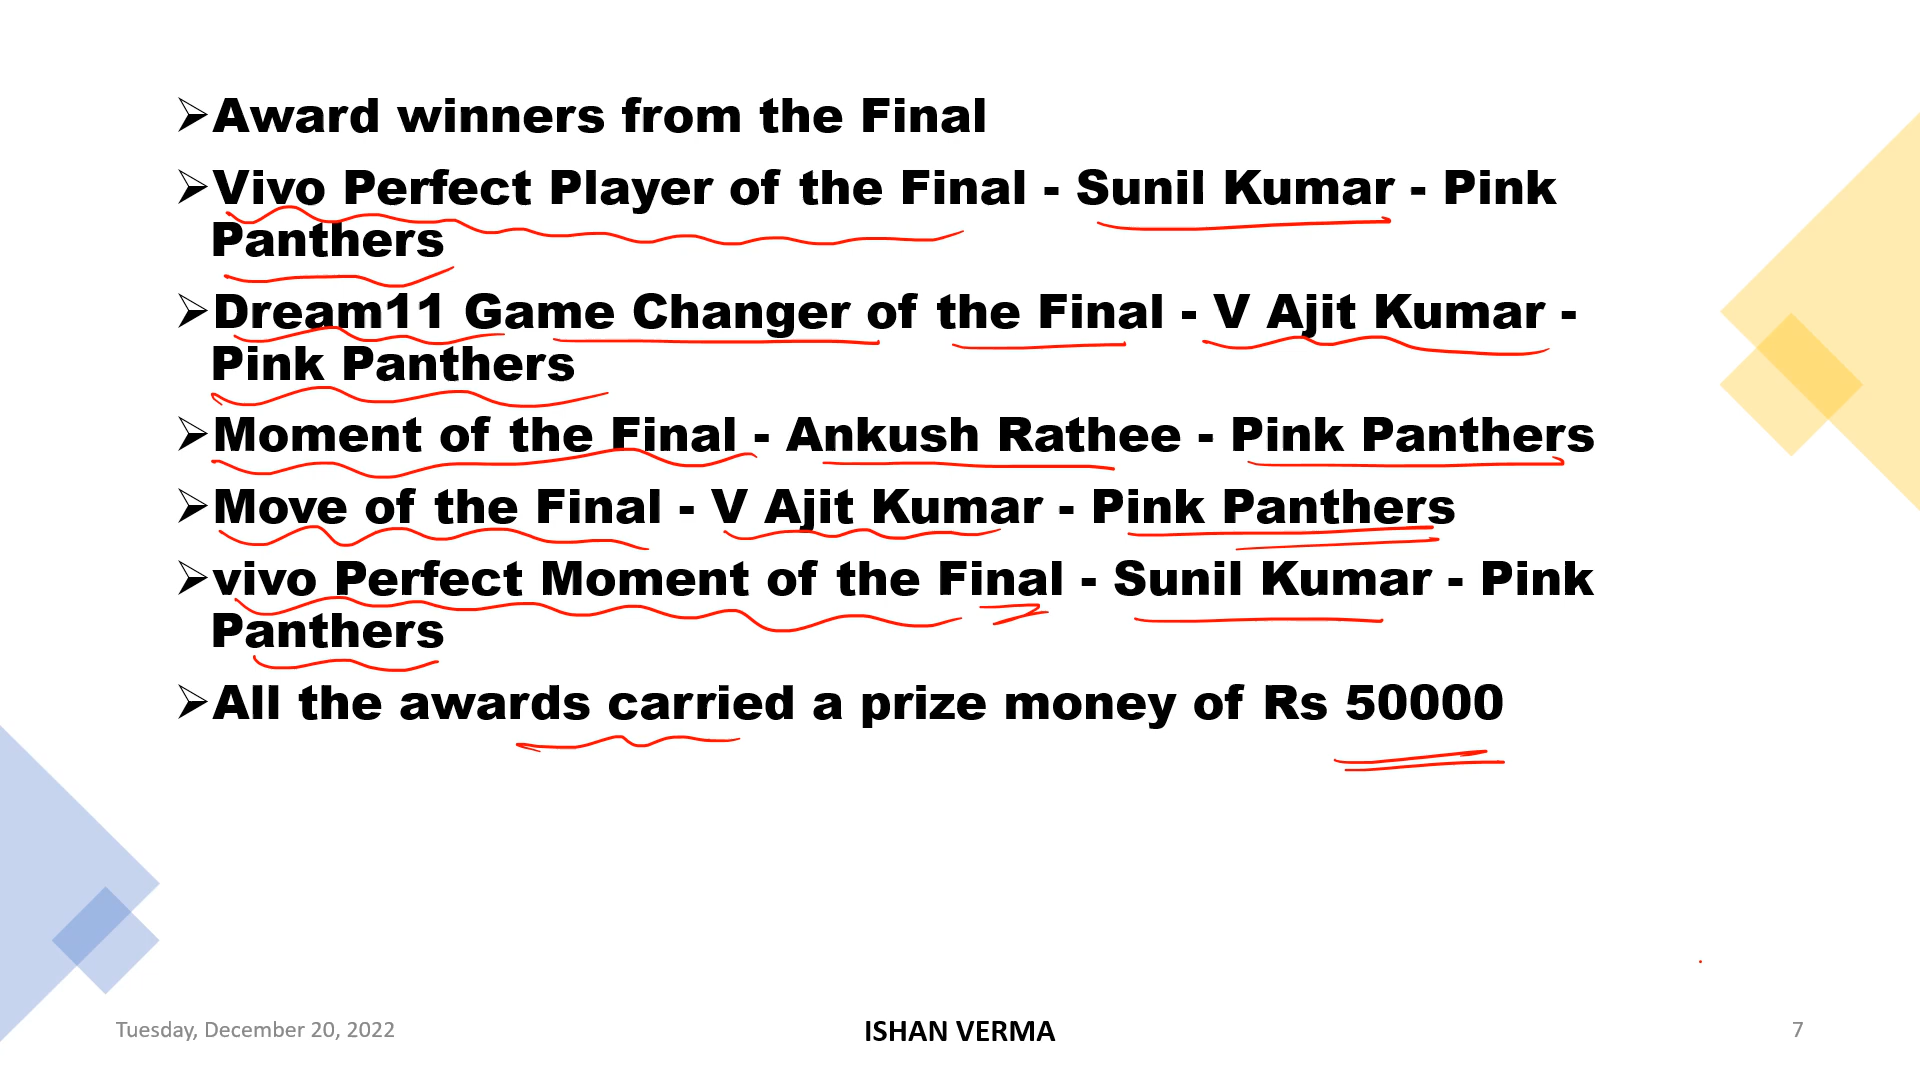 Award winners from the Final
Vivo Perfect Player of the Final - Sunil Kumar - Pink
Panthers
Dream11 Game Changer of the Final - V Ajit Kumar -
Pink Panthers
Moment of the Final - Ankush Rathee - Pink Panthers
Move of the Final - V Ajit Kumar - Pink Panthers
vivo Perfect Moment of the Final - Sunil Kumar - Pink
Panthers
All the awards carried a prize money of Rs 50000
Tuesday, December 20, 2022
ISHAN VERMA
7